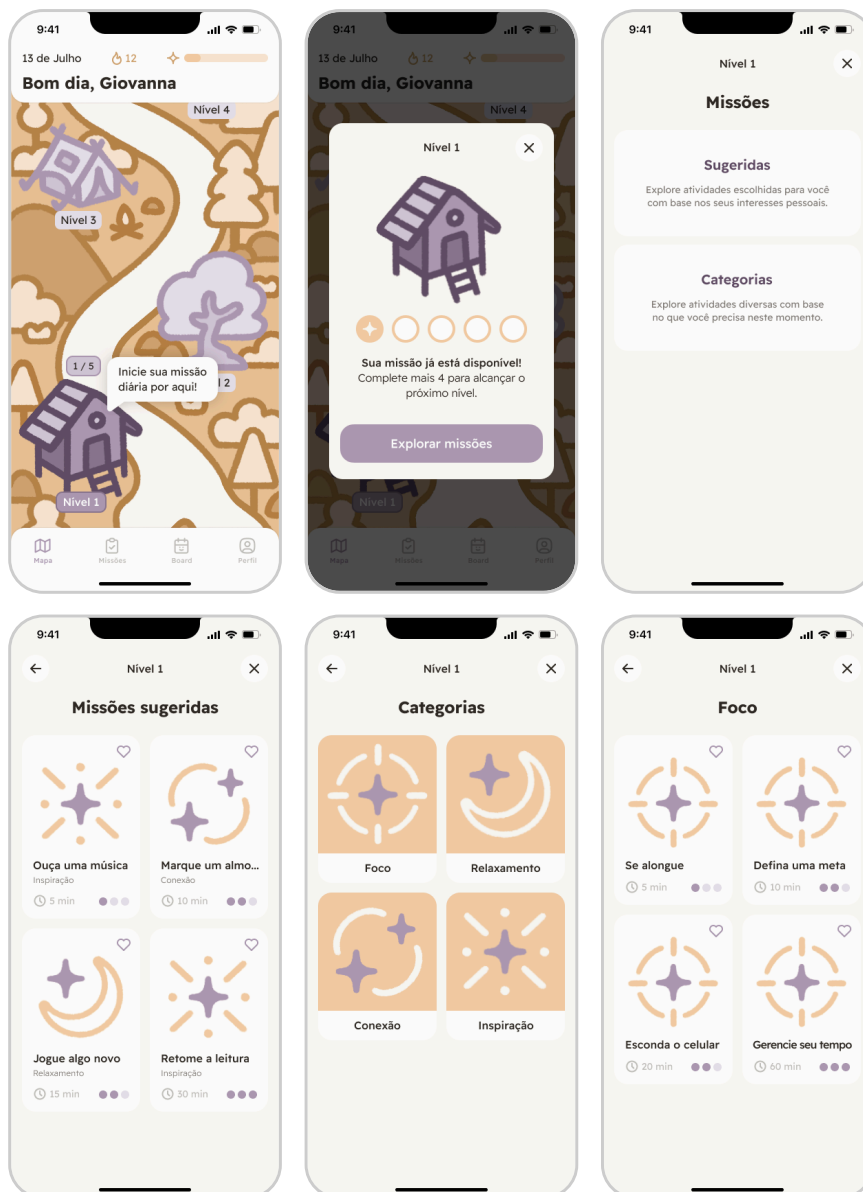 9:41
13 de Julho 12
Bom dia, Giovanna
Nível 4
Nível 3
1 / 5
Inicie sua missão
diária por aqui!
l 2
Nível 1
Mapa Missões Board Perfil
9:41
13 de Julho 12
Bom dia, Giovanna
Nível 4
Nível 1
Sua missão já está disponível!
Complete mais 4 para alcançar o
próximo nível.
Explorar missões
Nível 1
Mapa Missões Board Perfil
9:41
Nível 1
Missões
Sugeridas
Explore atividades escolhidas para você
com base nos seus interesses pessoais.
Categorias
Explore atividades diversas com base
no que você precisa neste momento.
9:41
Nível 1
Missões sugeridas
Ouça uma música
Inspiração
5 min
Marque um almo...
Conexão
10 min
Jogue algo novo
Relaxamento
15 min
Retome a leitura
Inspiração
30 min
9:41
Nível 1
Categorias
Foco
Relaxamento
Conexão
Inspiração
9:41
Nível 1
Foco
Se alongue
5 min
Defina uma meta
10 min
Esconda o celular
20 min
Gerencie seu tempo
60 min